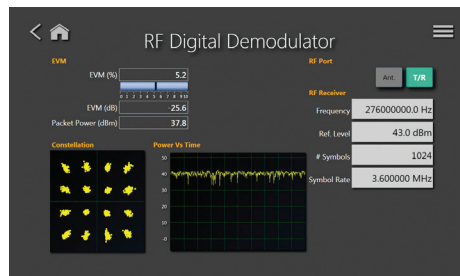 RF Digital Demodulator
EVM
EVM (%) 5.2
0 1 2 3 4 5 6 7 8 9 10
EVM (dB) -25.6
Packet Power (dBm) 37.8
Constellation
Power Vs Time
50
40
30
20
10
-0
RF Port
Ant. T/R
RF Receiver
Frequency 276000000.0 Hz
Ref. Level 43.0 dBm
# Symbols 1024
Symbol Rate 3.600000 MHz